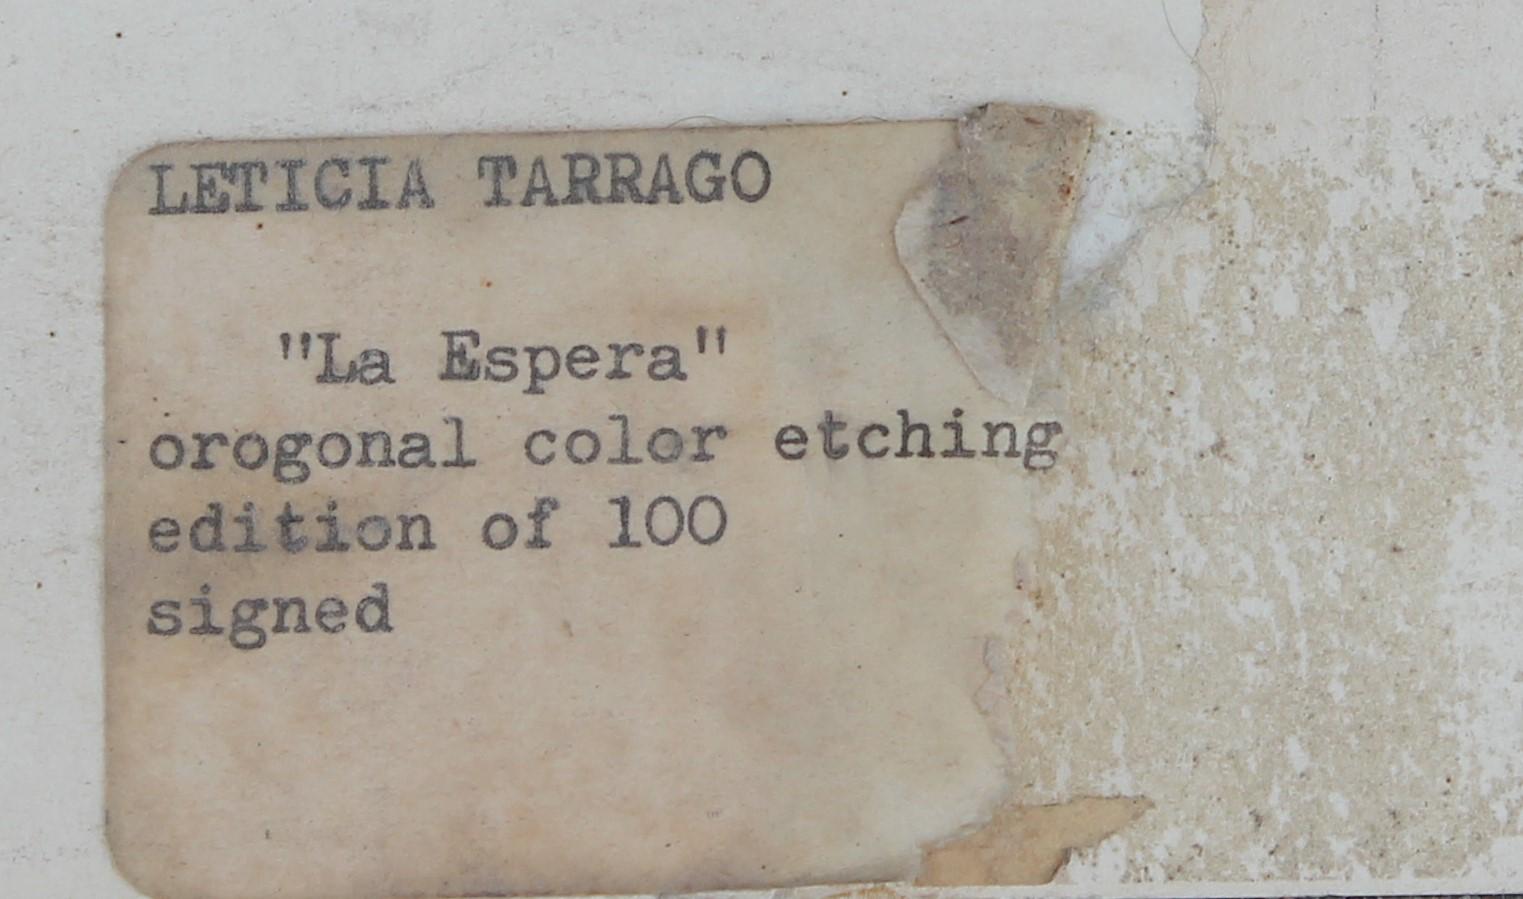 LETICIA TARRAGO
"La Espera"
orogonal color etching
edition of 100
signed